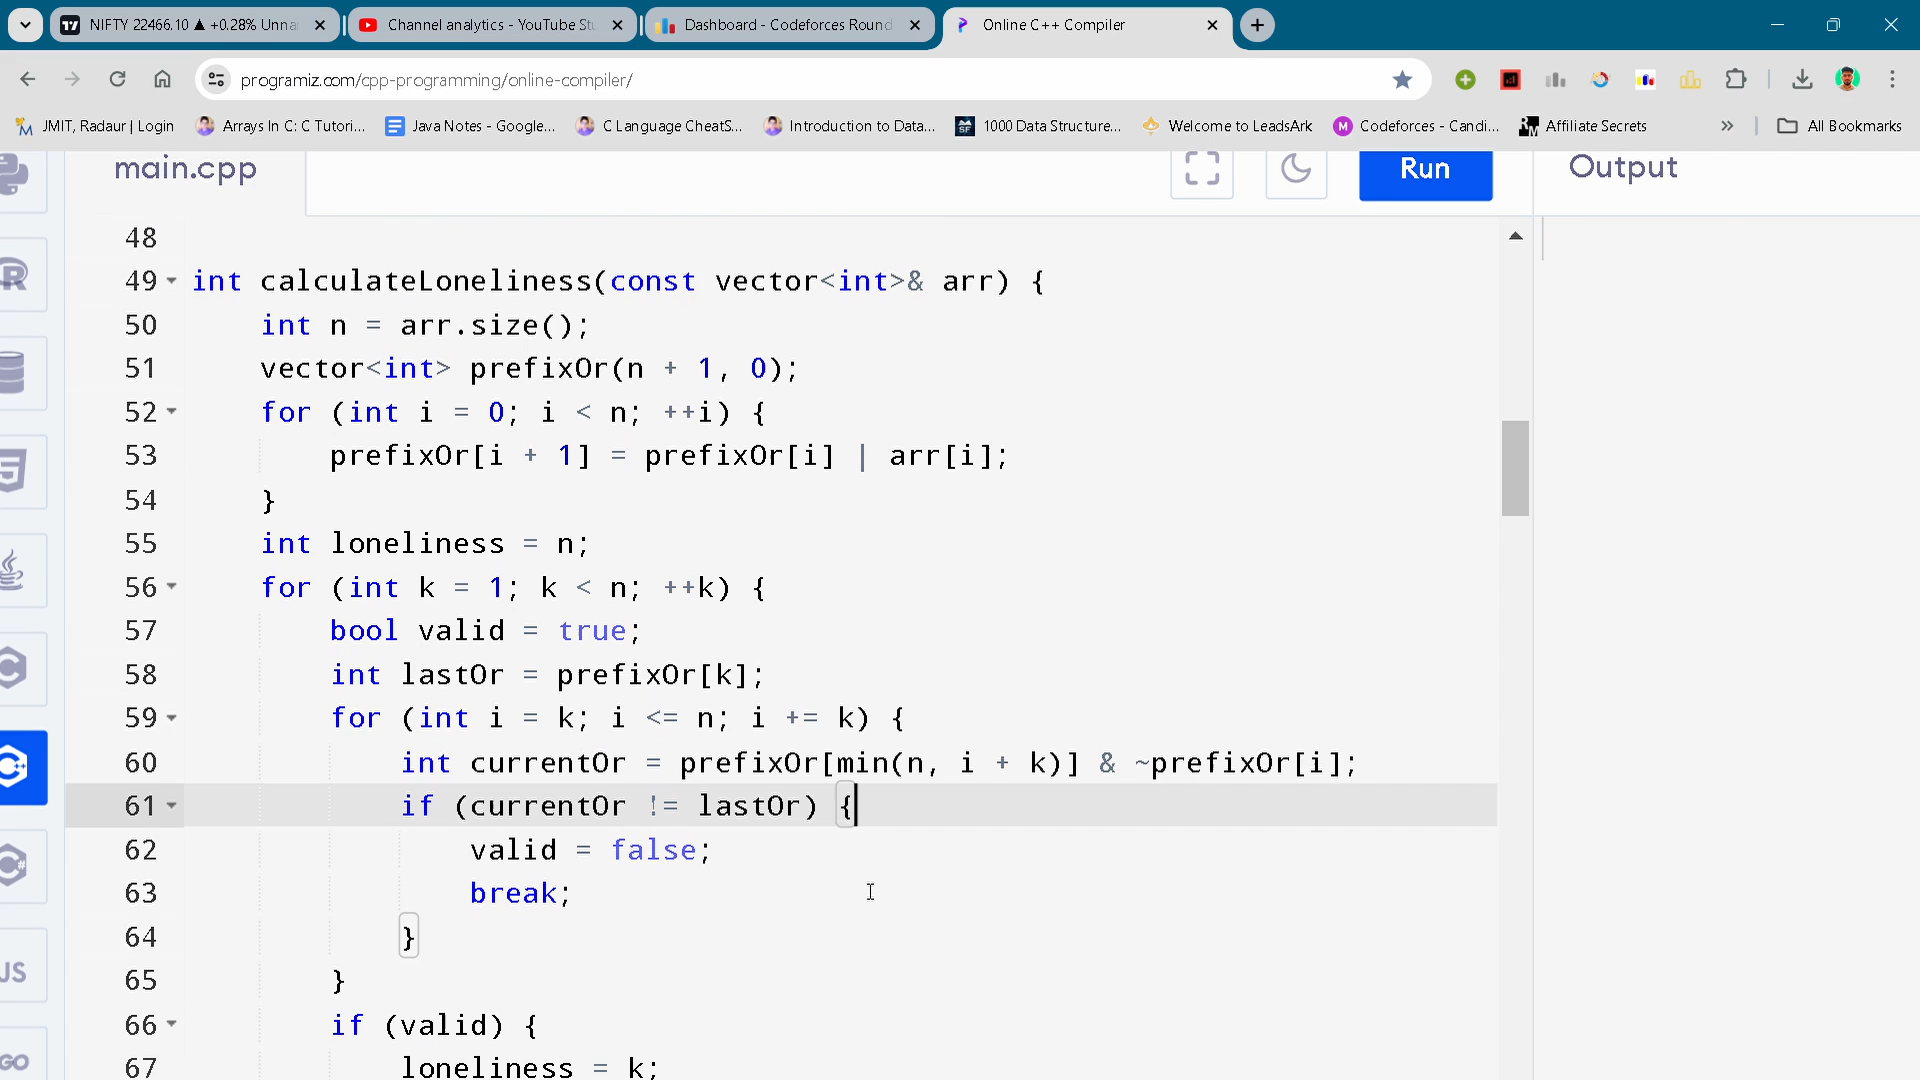 NIFTY 22466.10 ▲ +0.28% Unna
Channel analytics - YouTube Stu
Dashboard - Codeforces Round
Online C++ Compiler
programiz.com/cpp-programming/online-compiler/
JMIT, Radaur | Login
Arrays In C: C Tutori...
Java Notes - Google...
C Language CheatS...
Introduction to Data...
1000 Data Structure...
Welcome to LeadsArk
Codeforces - Candi...
Affiliate Secrets
»
All Bookmarks
main.cpp
Run
Output
48
49 int calculateLoneliness(const vector<int>& arr) {
50 int n = arr.size();
51 vector<int> prefixOr(n + 1, 0);
52 for (int i = 0; i < n; ++i) {
53 prefixOr[i + 1] = prefixOr[i] | arr[i];
54 }
55 int loneliness = n;
56 for (int k = 1; k < n; ++k) {
57 bool valid = true;
58 int lastOr = prefixOr[k];
59 for (int i = k; i <= n; i += k) {
60 int currentOr = prefixOr[min(n, i + k)] & ~prefixOr[i];
61 if (currentOr != lastOr) {
62 valid = false;
63 break;
64 }
65 }
66 if (valid) {
67 loneliness = k;
JS
GO